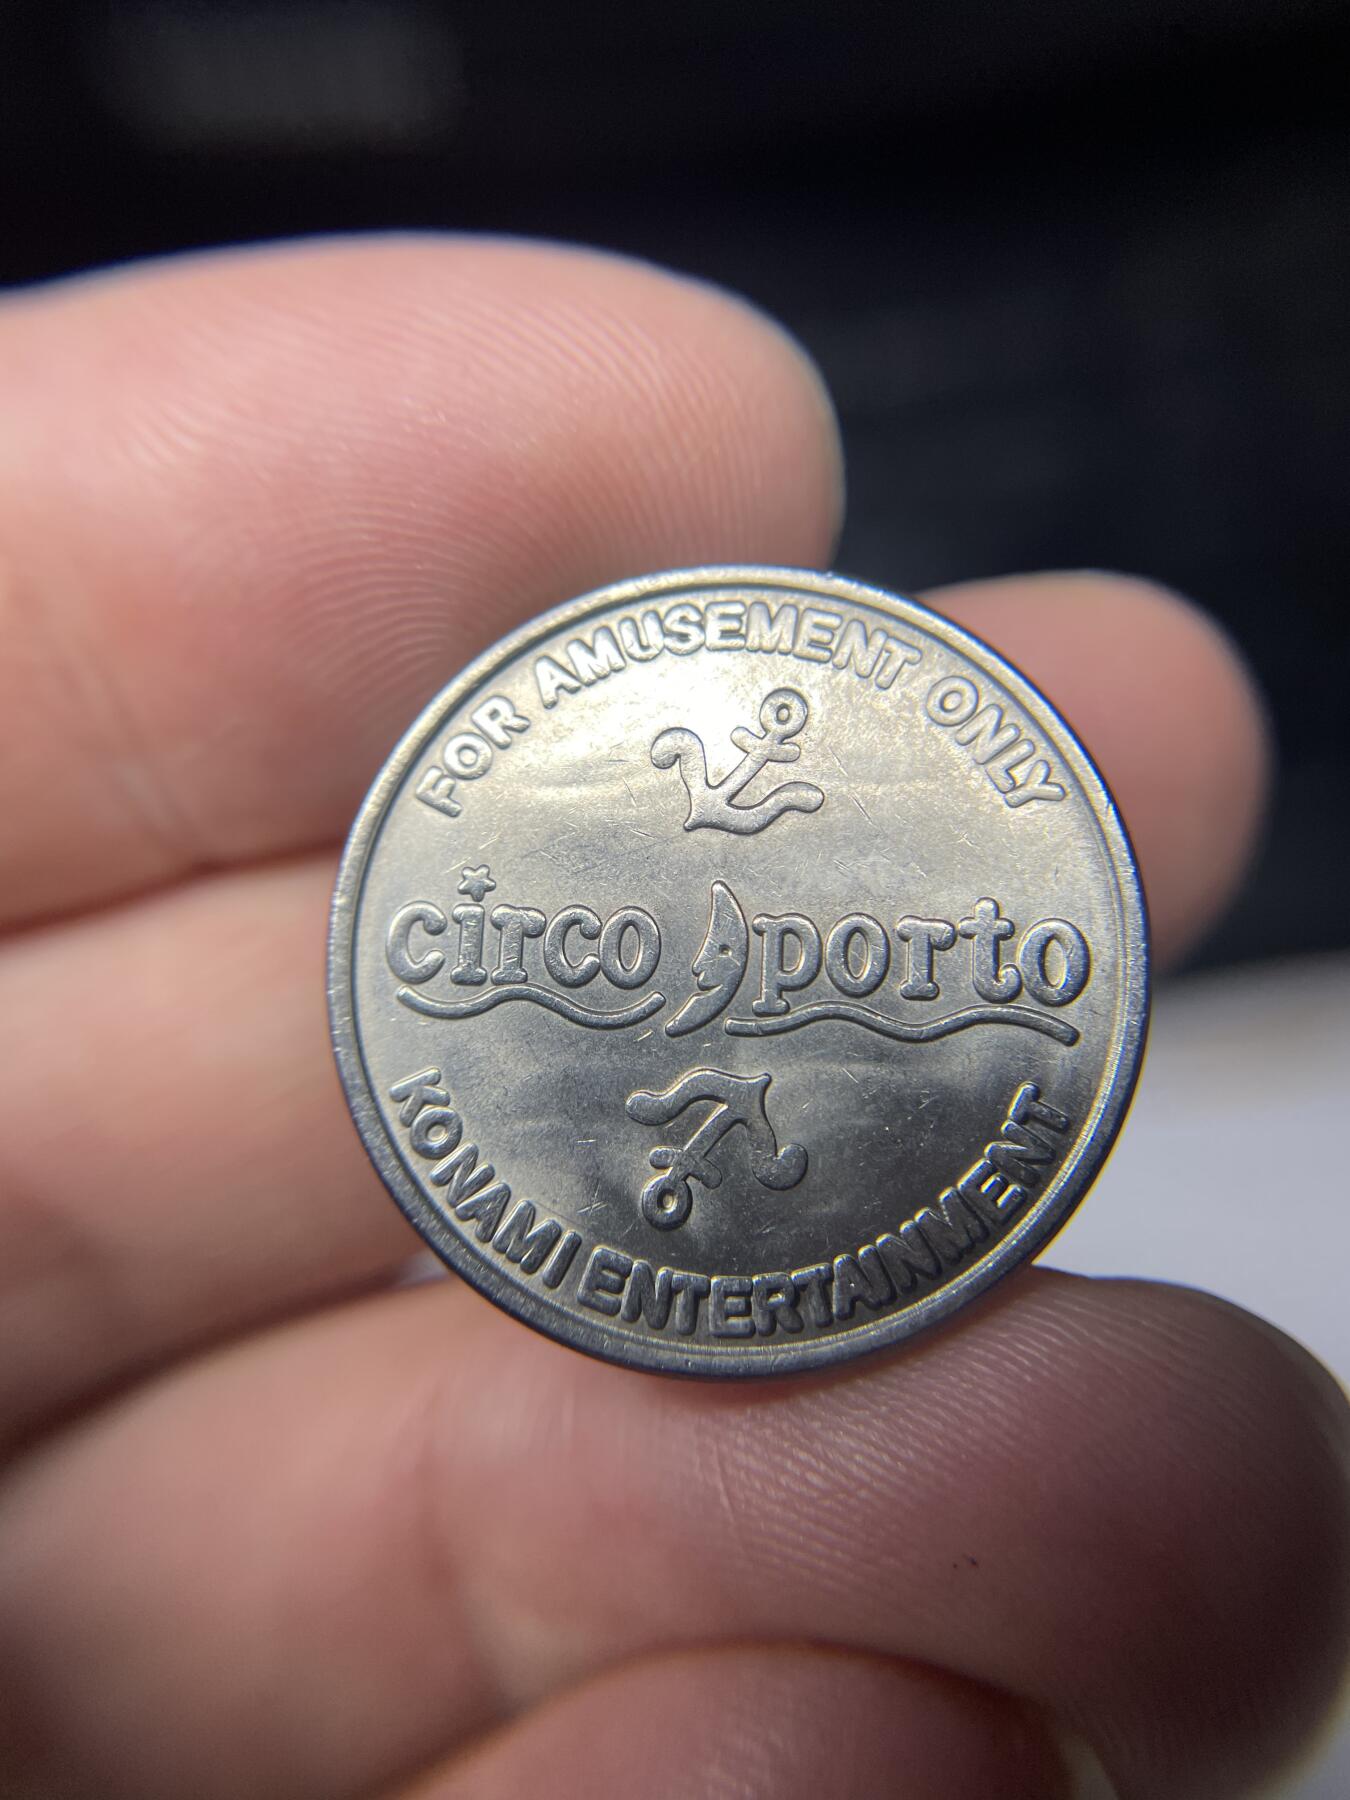 FOR AMUSEMENT ONLY
circo porto
KONAMI ENTERTAINMENT